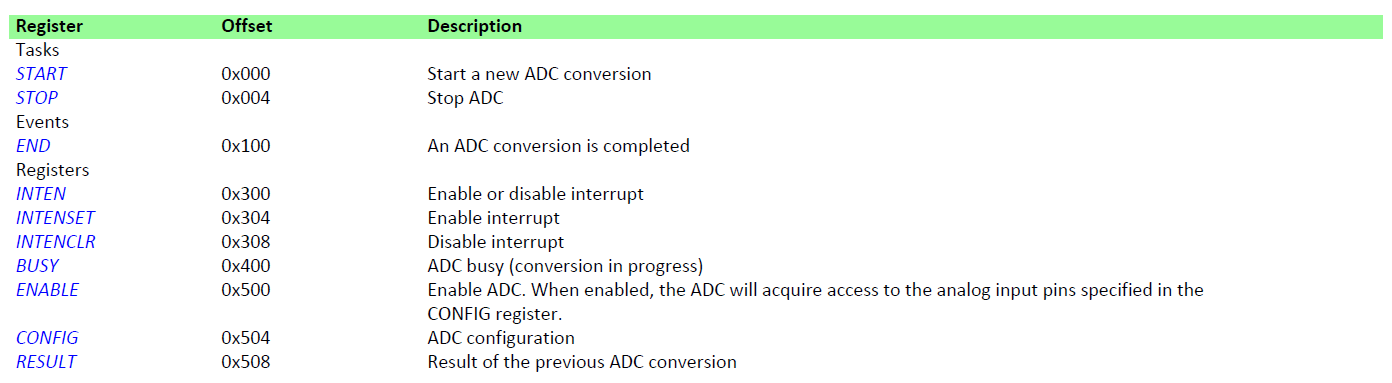 Register Offset Description
Tasks
START 0x000 Start a new ADC conversion
STOP 0x004 Stop ADC
Events
END 0x100 An ADC conversion is completed
Registers
INTEN 0x300 Enable or disable interrupt
INTENSET 0x304 Enable interrupt
INTENCLR 0x308 Disable interrupt
BUSY 0x400 ADC busy (conversion in progress)
ENABLE 0x500 Enable ADC. When enabled, the ADC will acquire access to the analog input pins specified in the
CONFIG register.
CONFIG 0x504 ADC configuration
RESULT 0x508 Result of the previous ADC conversion